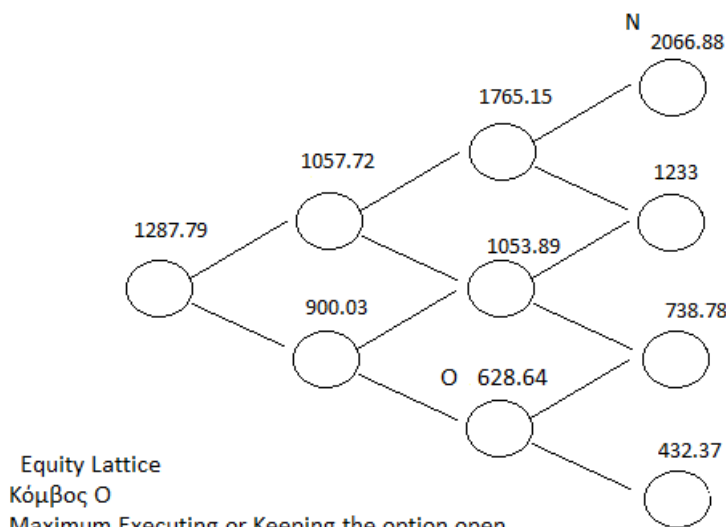 N
2066.88
1765.15
1057.72
1233
1287.79
1053.89
900.03
738.78
O 628.64
432.37
Equity Lattice
Κόμβος Ο
Maximum Executing or Keeping the option open